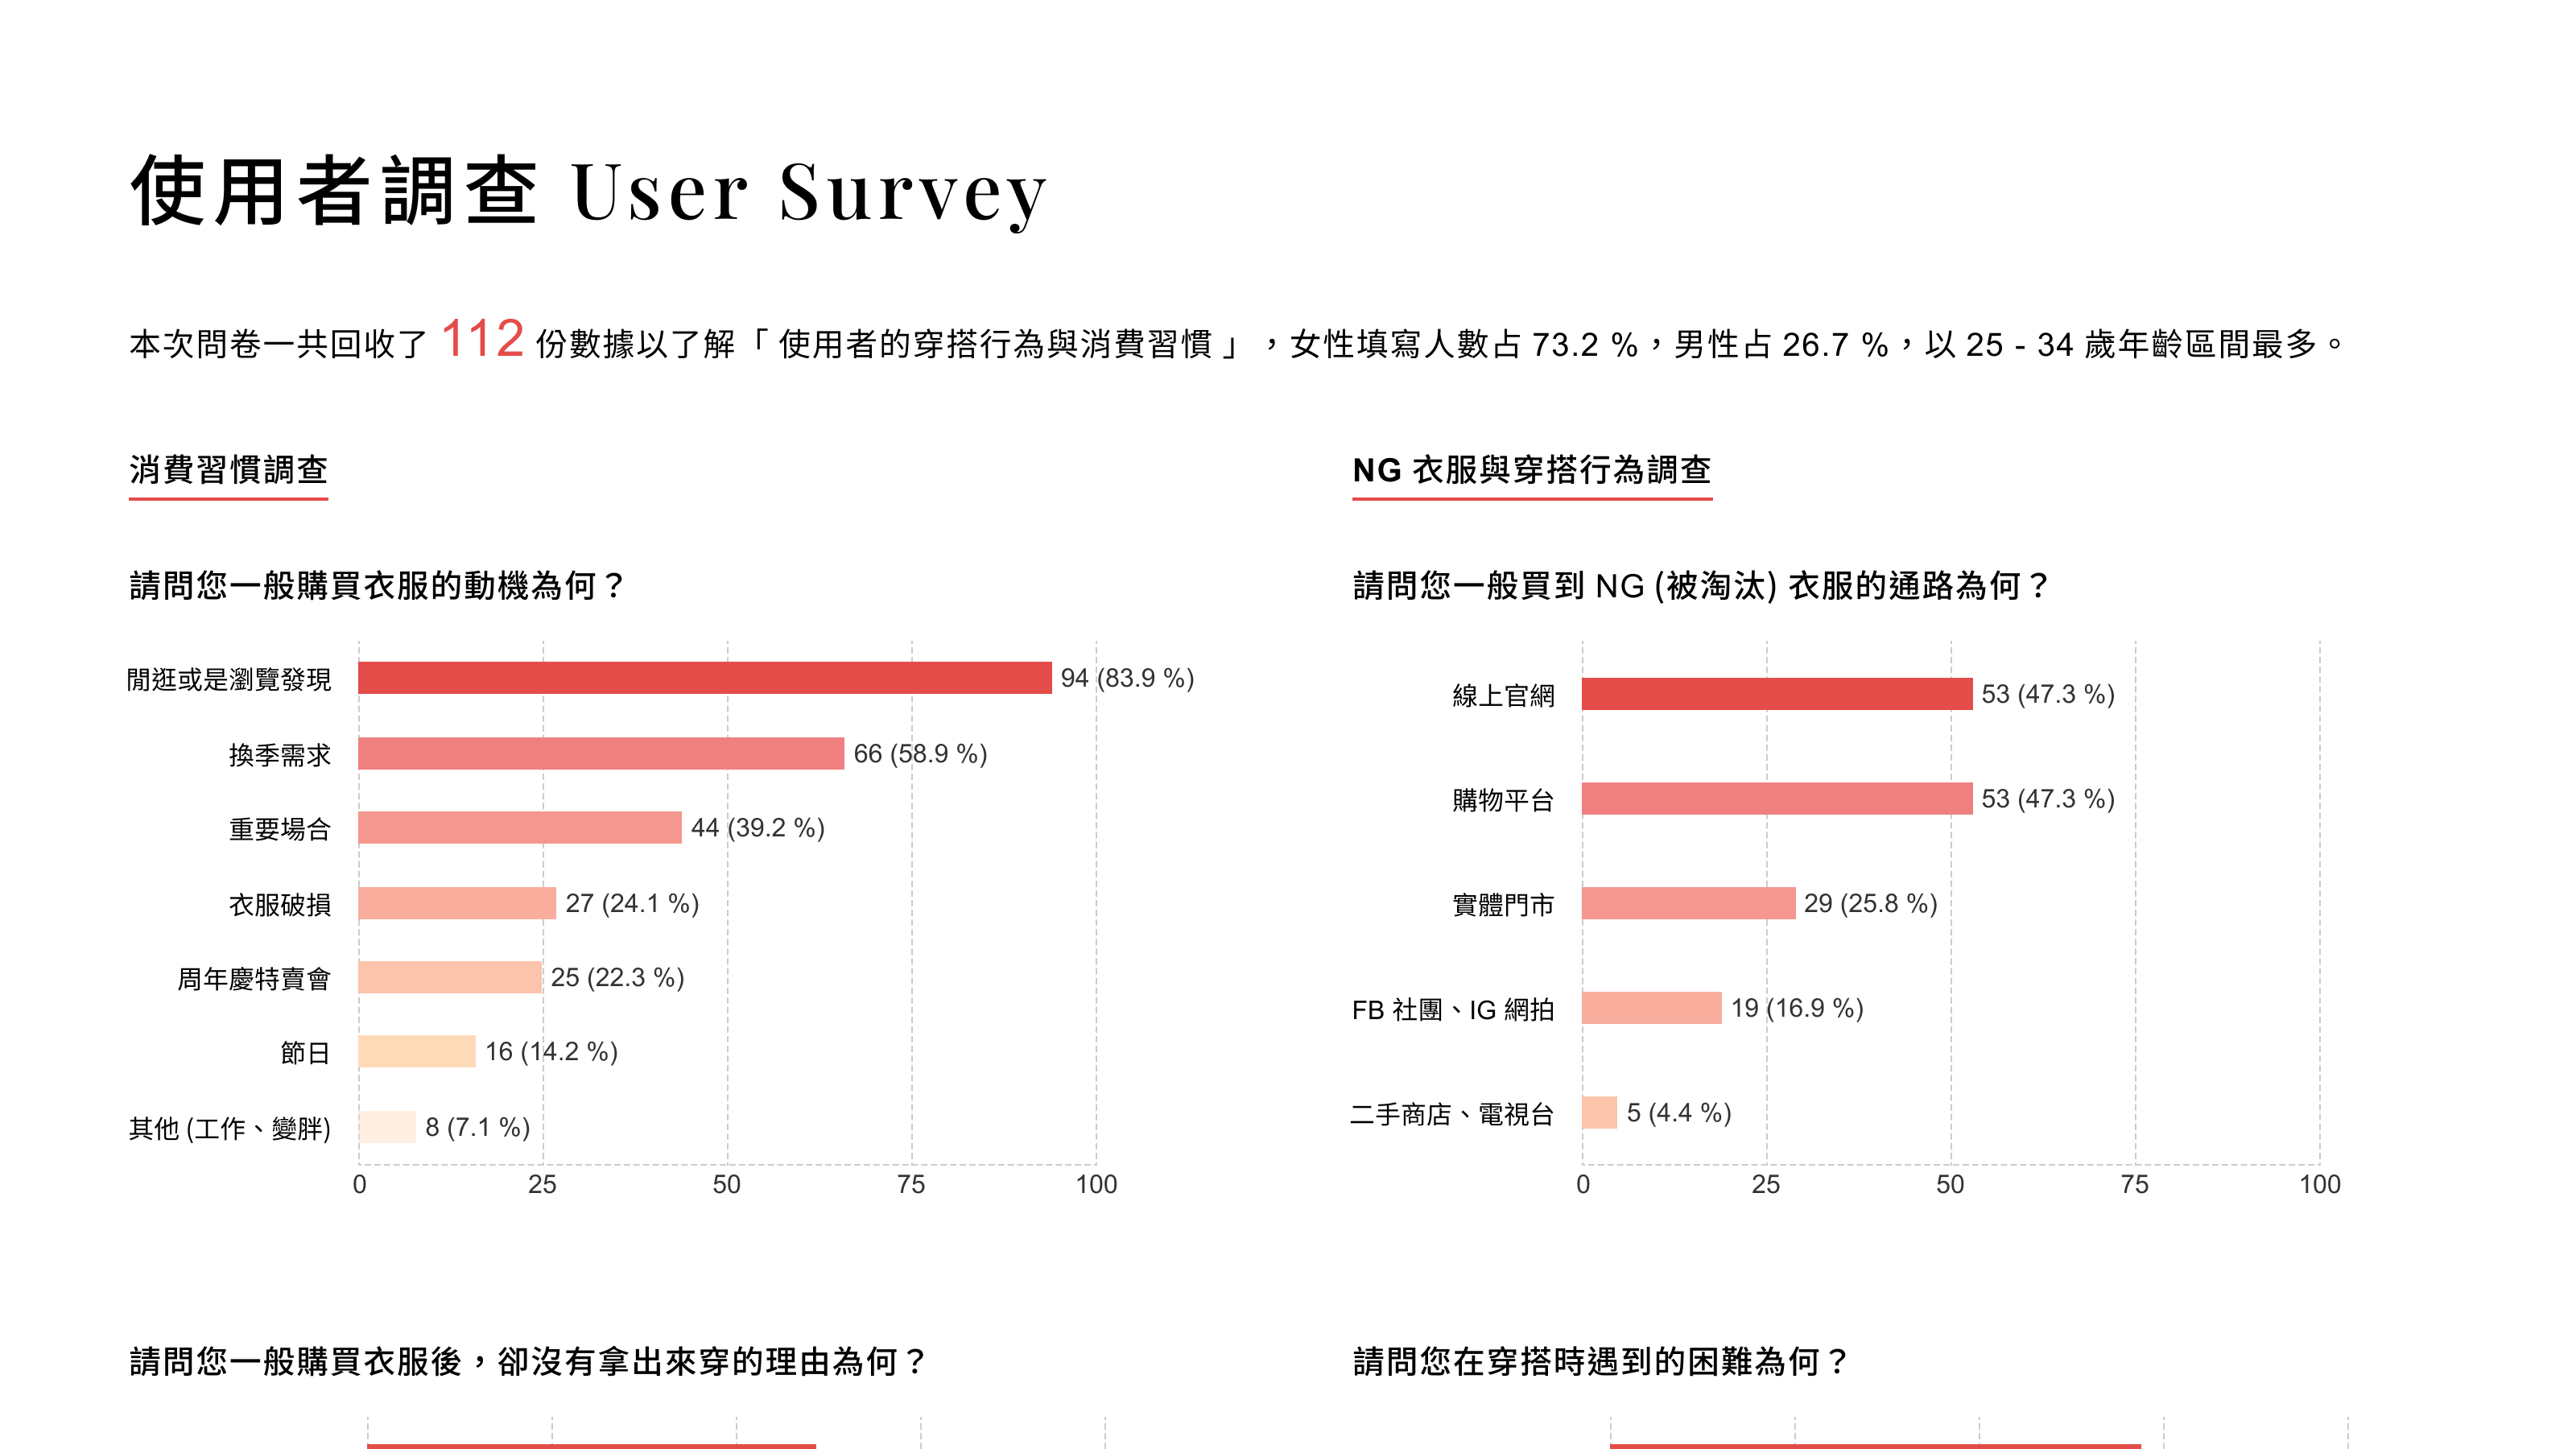 使用者調查 User Survey
本次問卷一共回收了 112 份數據以了解「 使用者的穿搭行為與消費習慣 」，女性填寫人數占 73.2 %，男性占 26.7 %，以 25 - 34 歲年齡區間最多。
消費習慣調查
請問您一般購買衣服的動機為何？
閒逛或是瀏覽發現 94 (83.9 %)
換季需求 66 (58.9 %)
重要場合 44 (39.2 %)
衣服破損 27 (24.1 %)
周年慶特賣會 25 (22.3 %)
節日 16 (14.2 %)
其他 (工作、變胖) 8 (7.1 %)
0 25 50 75 100
NG 衣服與穿搭行為調查
請問您一般買到 NG (被淘汰) 衣服的通路為何？
線上官網 53 (47.3 %)
購物平台 53 (47.3 %)
實體門市 29 (25.8 %)
FB 社團、IG 網拍 19 (16.9 %)
二手商店、電視台 5 (4.4 %)
0 25 50 75 100
請問您一般購買衣服後，卻沒有拿出來穿的理由為何？
請問您在穿搭時遇到的困難為何？